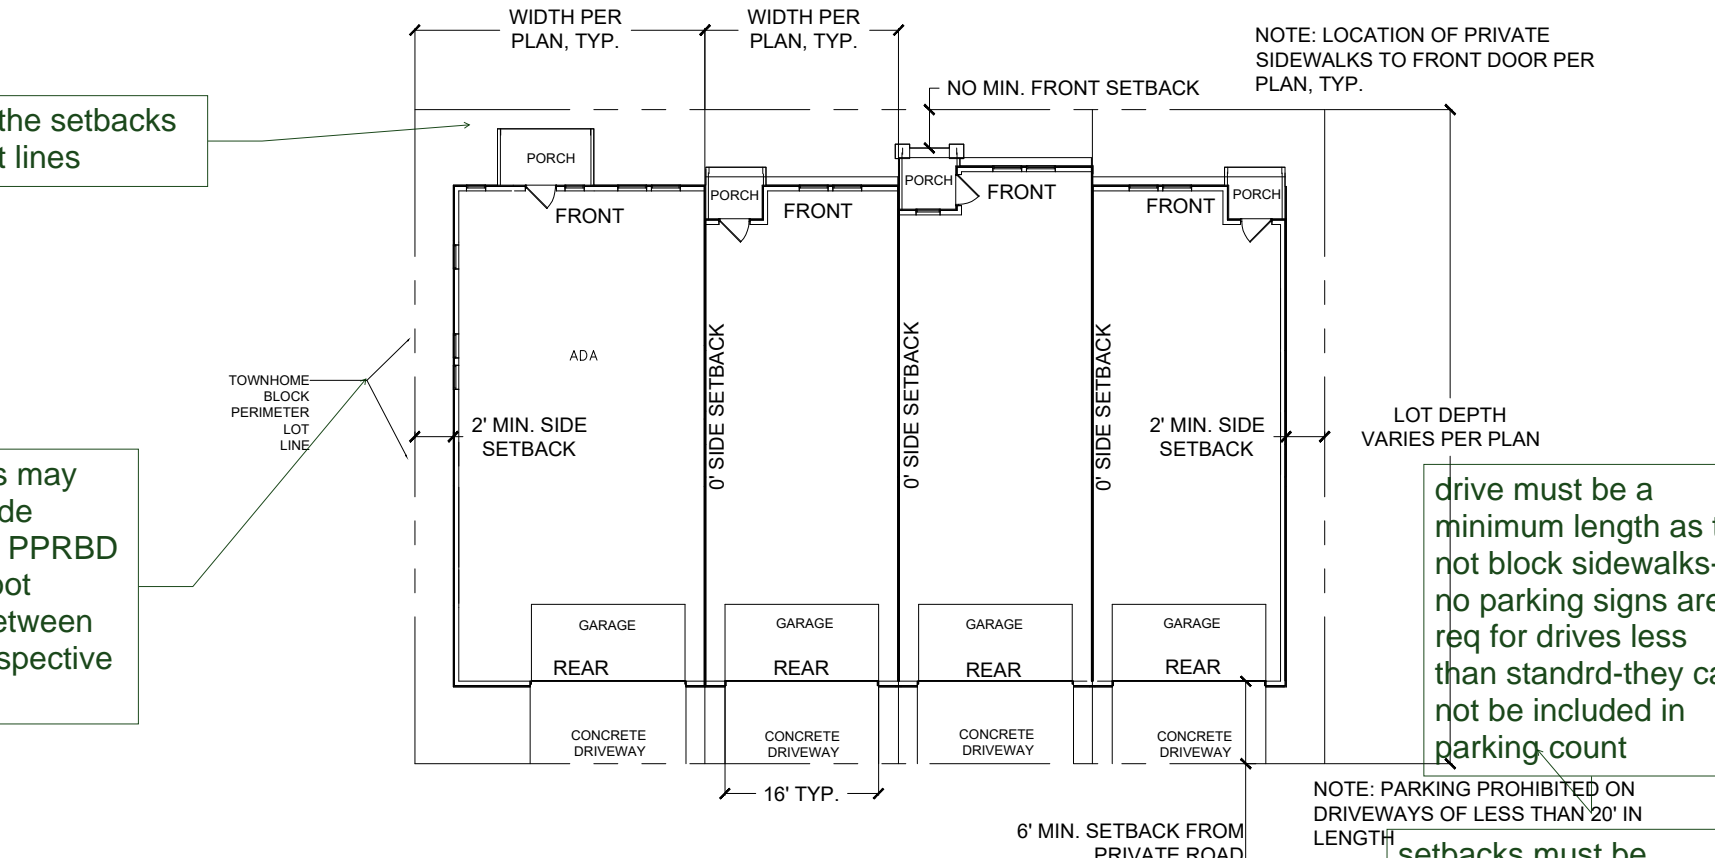 WIDTH PER
PLAN, TYP.
WIDTH PER
PLAN, TYP.
NOTE: LOCATION OF PRIVATE
SIDEWALKS TO FRONT DOOR PER
PLAN, TYP.
NO MIN. FRONT SETBACK
the setbacks
t lines
PORCH
PORCH
PORCH
PORCH
FRONT
FRONT
FRONT
FRONT
ADA
0' SIDE SETBACK
0' SIDE SETBACK
0' SIDE SETBACK
TOWNHOME
BLOCK
PERIMETER
LOT
LINE
2' MIN. SIDE
SETBACK
2' MIN. SIDE
SETBACK
LOT DEPTH
VARIES PER PLAN
s may
de
PPRBD
oot
etween
spective
drive must be a
minimum length as t
not block sidewalks-
no parking signs are
req for drives less
than standrd-they ca
not be included in
parking count
GARAGE
GARAGE
GARAGE
GARAGE
REAR
REAR
REAR
REAR
CONCRETE
DRIVEWAY
CONCRETE
DRIVEWAY
CONCRETE
DRIVEWAY
CONCRETE
DRIVEWAY
16' TYP.
NOTE: PARKING PROHIBITED ON
DRIVEWAYS OF LESS THAN 20' IN
LENGTH
6' MIN. SETBACK FROM
PRIVATE ROAD
setbacks must be